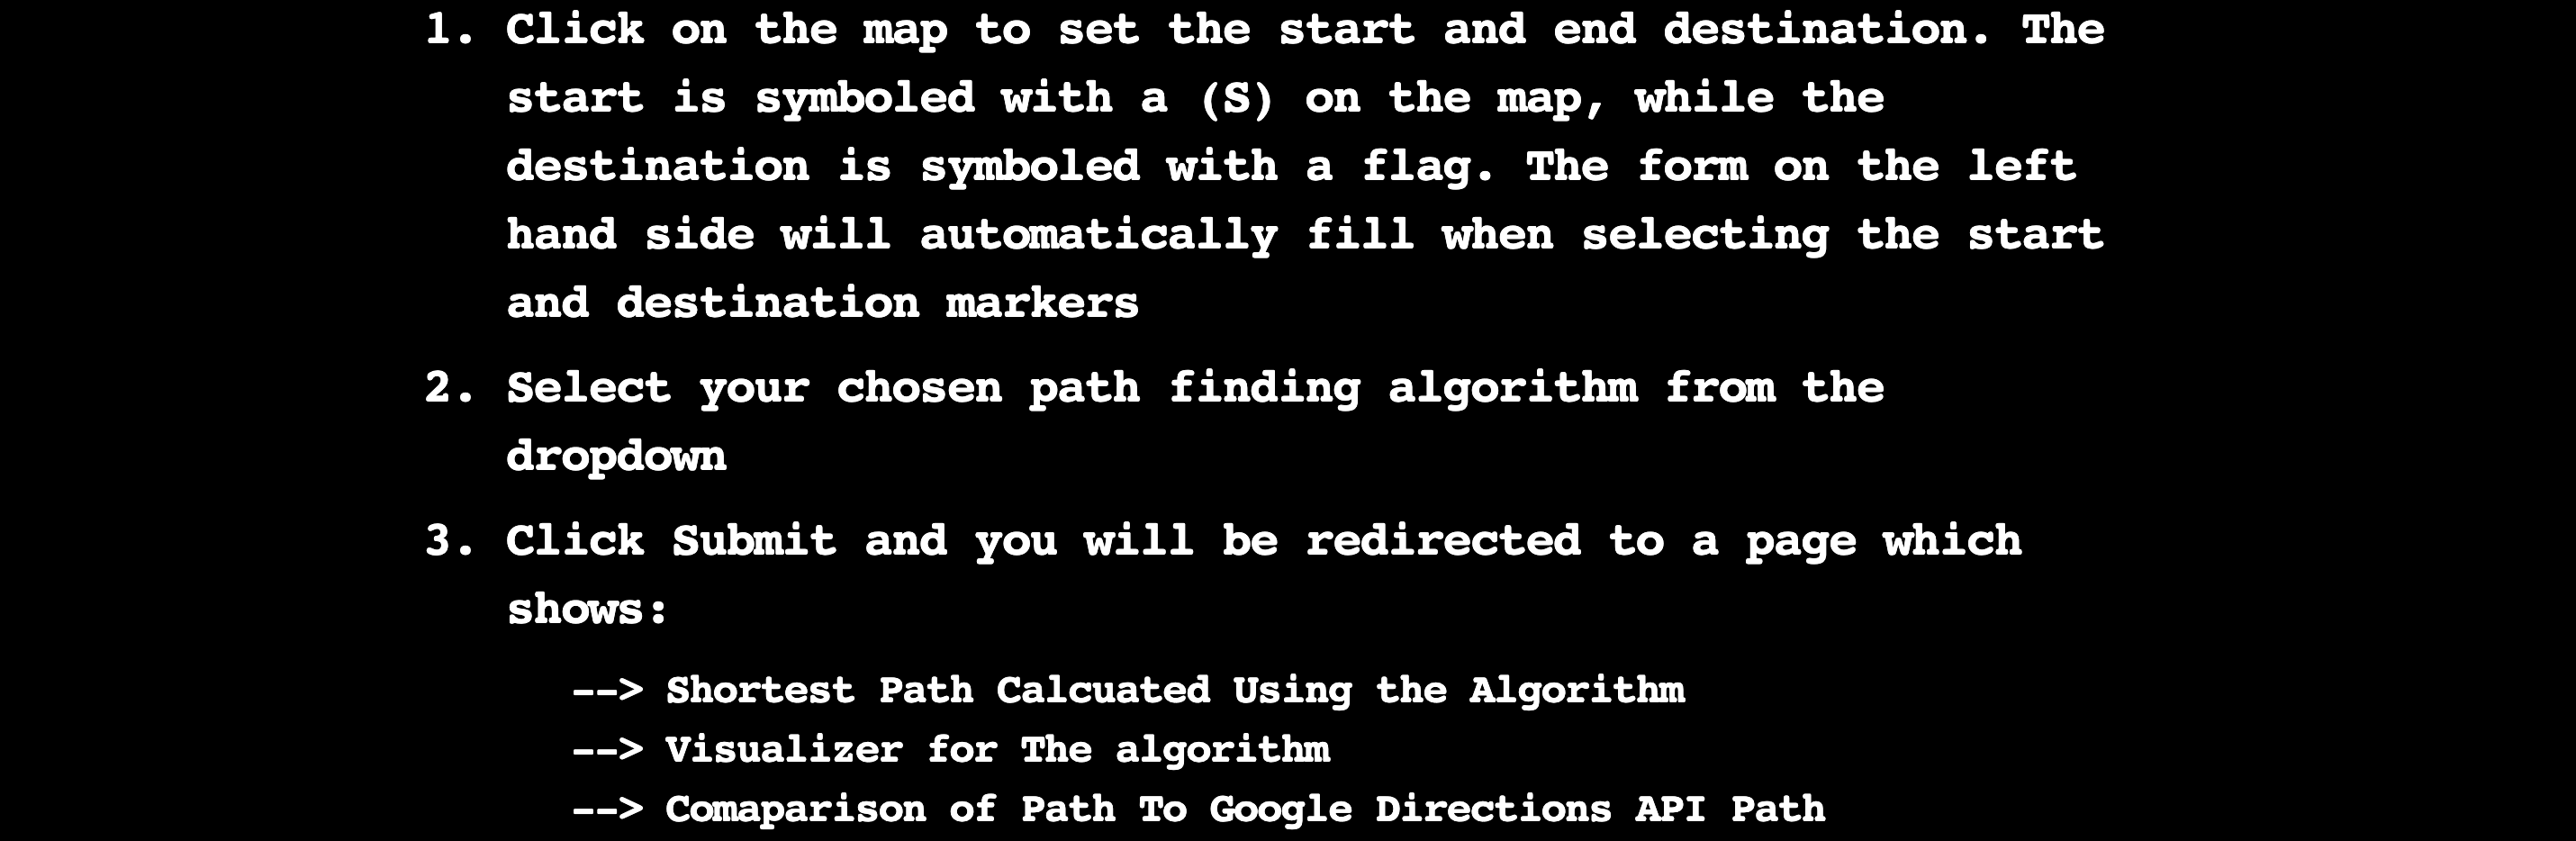 1. Click on the map to set the start and end destination. The
start is symboled with a (S) on the map, while the
destination is symboled with a flag. The form on the left
hand side will automatically fill when selecting the start
and destination markers
2. Select your chosen path finding algorithm from the
dropdown
3. Click Submit and you will be redirected to a page which
shows:
--> Shortest Path Calcuated Using the Algorithm
--> Visualizer for The algorithm
--> Comaparison of Path To Google Directions API Path